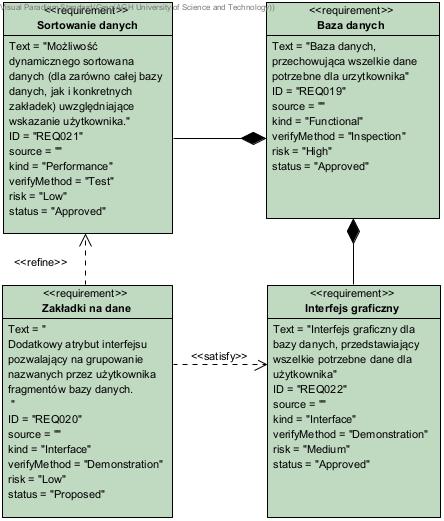 Visual Paradigm Standard(Greg(AGH University of Science and Technology))
<<requirement>>
Sortowanie danych
Text = "Możliwość
dynamicznego sortowana
danych (dla zarówno całej bazy
danych, jak i konkretnych
zakładek) uwzględniające
wskazanie użytkownika."
ID = "REQ021"
source = ""
kind = "Performance"
verifyMethod = "Test"
risk = "Low"
status = "Approved"
<<requirement>>
Baza danych
Text = "Baza danych,
przechowująca wszelkie dane
potrzebne dla urzytkownika"
ID = "REQ019"
source = ""
kind = "Functional"
verifyMethod = "Inspection"
risk = "High"
status = "Approved"
<<refine>>
<<requirement>>
Zakładki na dane
Text = "
Dodatkowy atrybut interfejsu
pozwalający na grupowanie
nazwanych przez użytkownika
fragmentów bazy danych.
"
ID = "REQ020"
source = ""
kind = "Interface"
verifyMethod = "Demonstration"
risk = "Low"
status = "Proposed"
<<satisfy>>
<<requirement>>
Interfejs graficzny
Text = "Interfejs graficzny dla
bazy danych, przedstawiający
wszelkie potrzebne dane dla
użytkownika"
ID = "REQ022"
source = ""
kind = "Interface"
verifyMethod = "Demonstration"
risk = "Medium"
status = "Approved"